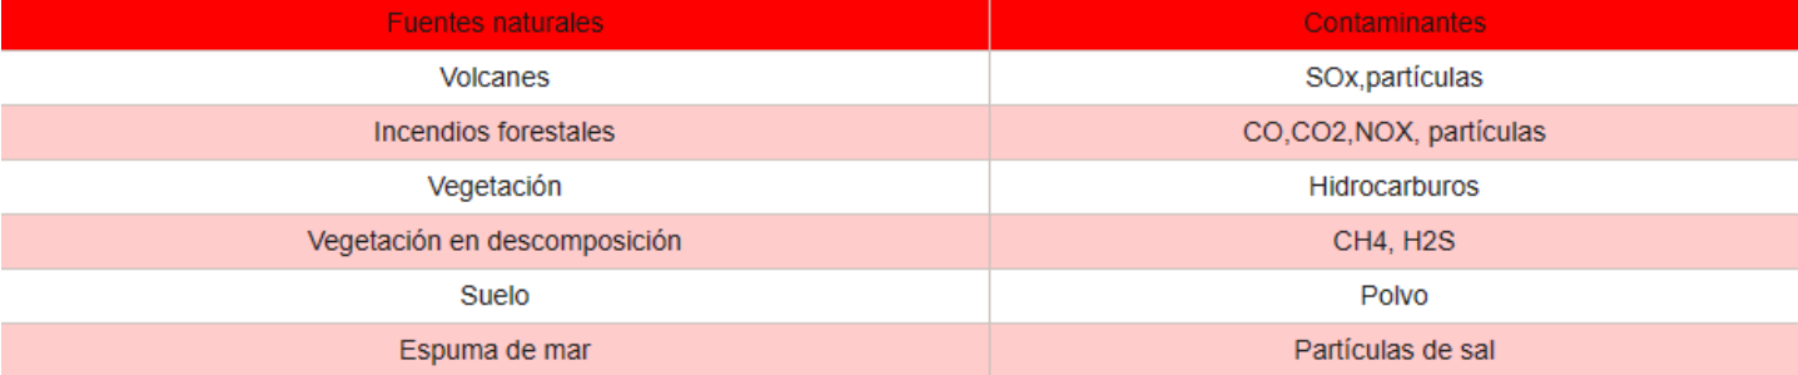 Fuentes naturales Contaminantes
Volcanes SOx,partículas
Incendios forestales CO,CO2,NOX, partículas
Vegetación Hidrocarburos
Vegetación en descomposición CH4, H2S
Suelo Polvo
Espuma de mar Partículas de sal